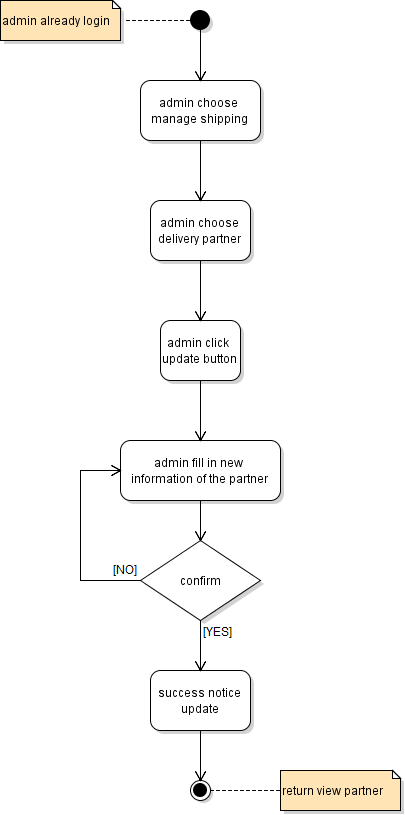 admin already login
admin choose
manage shipping
admin choose
delivery partner
admin click
update button
admin fill in new
information of the partner
[NO]
confirm
[YES]
success notice
update
return view partner